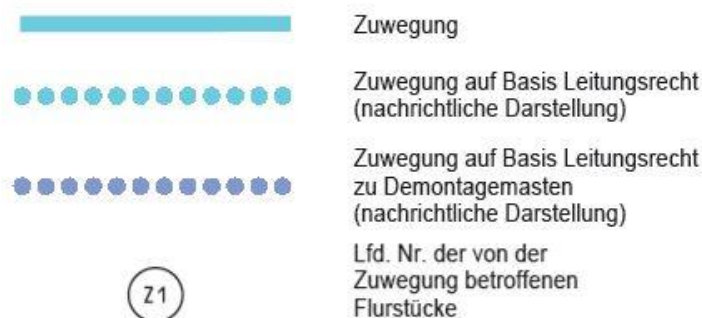 Zuwegung
Zuwegung auf Basis Leitungsrecht
(nachrichtliche Darstellung)
Zuwegung auf Basis Leitungsrecht
zu Demontagemasten
(nachrichtliche Darstellung)
Z1
Lfd. Nr. der von der
Zuwegung betroffenen
Flurstücke